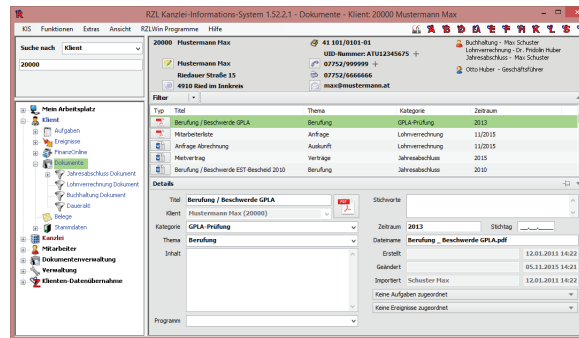 RZL Kanzlei-Informations-System 1.52.2.1 - Dokumente - Klient: 20000 Mustermann Max
KIS Funktionen Extras Ansicht RZLWin Programme Hilfe
Suche nach Klient
20000
Mein Arbeitsplatz
Klient
Aufgaben
Ereignisse
FinanzOnline
Dokumente
Jahresabschluss Dokument
Lohnverrechnung Dokument
Buchhaltung Dokument
Dauerakt
Belege
Stammdaten
Kanzlei
Mitarbeiter
Dokumentenverwaltung
Verwaltung
Klienten-Datenübernahme
20000 Mustermann Max
Mustermann Max
Riedauer Straße 15
4910 Ried im Innkreis
41 101/0101-01
UID-Nummer: ATU12345675
07752/999999
07752/6666666
max@mustermann.at
Buchhaltung - Max Schuster
Lohnverrechnung - Dr. Fridolin Huber
Jahresabschluss - Max Schuster
Otto Huber - Geschäftsführer
Filter
Typ Titel Thema Kategorie Zeitraum
Berufung / Beschwerde GPLA Berufung GPLA-Prüfung 2013
Mitarbeiterliste Anfrage Lohnverrechnung 11/2015
Anfrage Abrechnung Auskunft Lohnverrechnung 11/2015
Mietvertrag Verträge Jahresabschluss 2015
Berufung / Beschwerde EST-Bescheid 2010 Berufung Jahresabschluss 2010
Details
Titel Berufung / Beschwerde GPLA
Klient Mustermann Max (20000)
Kategorie GPLA-Prüfung
Thema Berufung
Inhalt
Programm
Stichworte
Zeitraum 2013 Stichtag
Dateiname Berufung _ Beschwerde GPLA.pdf
Erstellt 12.01.2011 14:22
Geändert 05.11.2015 14:21
Importiert Schuster Max 12.01.2011 14:22
Keine Aufgaben zugeordnet
Keine Ereignisse zugeordnet